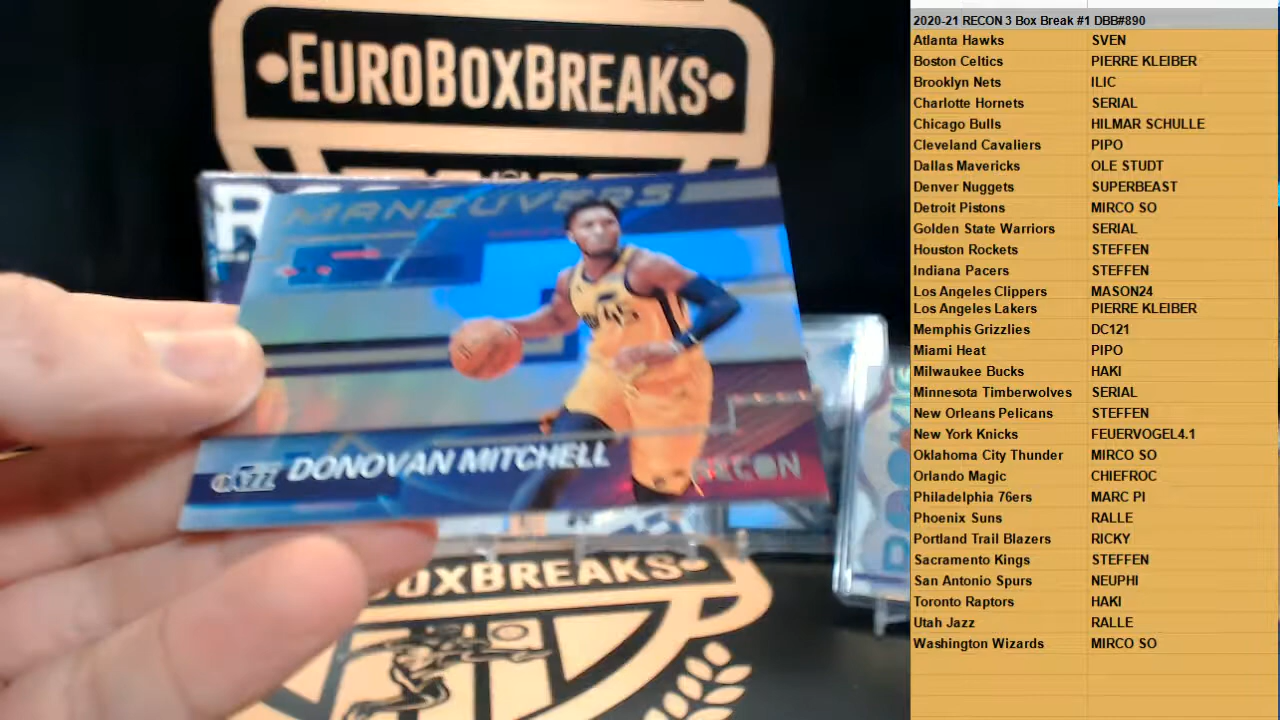 •EUROBOXBREAKS•
MANEUVERS
JAZZ DONOVAN MITCHELL
RECON
OXBREAKS•
2020-21 RECON 3 Box Break #1 DBB#890
Atlanta Hawks SVEN
Boston Celtics PIERRE KLEIBER
Brooklyn Nets ILIC
Charlotte Hornets SERIAL
Chicago Bulls HILMAR SCHULLE
Cleveland Cavaliers PIPO
Dallas Mavericks OLE STUDT
Denver Nuggets SUPERBEAST
Detroit Pistons MIRCO SO
Golden State Warriors SERIAL
Houston Rockets STEFFEN
Indiana Pacers STEFFEN
Los Angeles Clippers MASON24
Los Angeles Lakers PIERRE KLEIBER
Memphis Grizzlies DC121
Miami Heat PIPO
Milwaukee Bucks HAKI
Minnesota Timberwolves SERIAL
New Orleans Pelicans STEFFEN
New York Knicks FEUERVOGEL4.1
Oklahoma City Thunder MIRCO SO
Orlando Magic CHIEFROC
Philadelphia 76ers MARC PI
Phoenix Suns RALLE
Portland Trail Blazers RICKY
Sacramento Kings STEFFEN
San Antonio Spurs NEUPHI
Toronto Raptors HAKI
Utah Jazz RALLE
Washington Wizards MIRCO SO